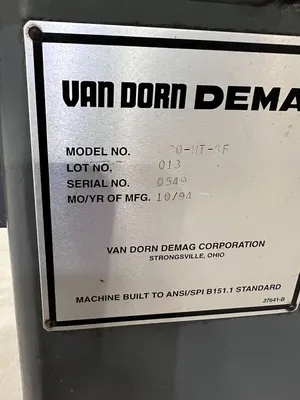 VAN DORN DEMA
MODEL NO.
LOT NO. 013
SERIAL NO. 0549
MO/YR OF MFG. 10/94
VAN DORN DEMAG CORPORATION
STRONGSVILLE, OHIO
MACHINE BUILT TO ANSI/SPI B151.1 STANDARD
37641-B